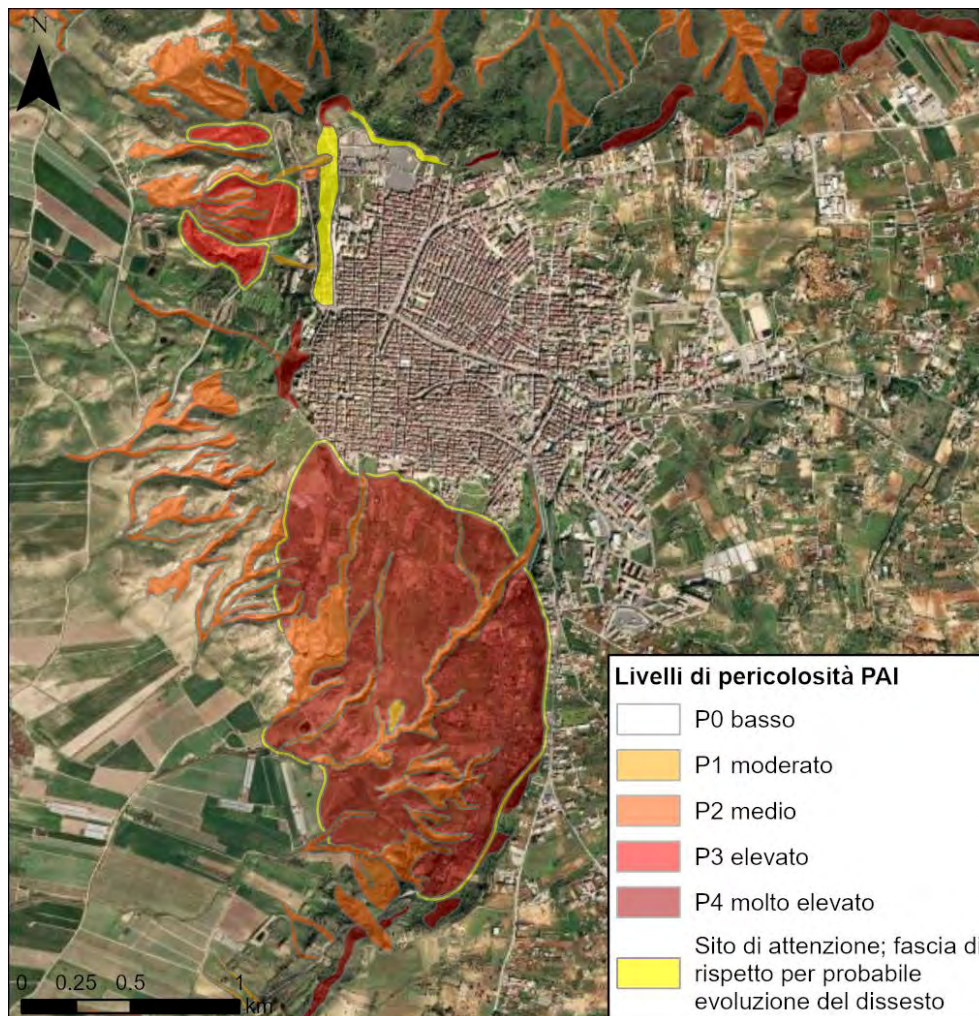 N
Livelli di pericolosità PAI
P0 basso
P1 moderato
P2 medio
P3 elevato
P4 molto elevato
Sito di attenzione; fascia di
rispetto per probabile
evoluzione del dissesto
0 0.25 0.5 1
km